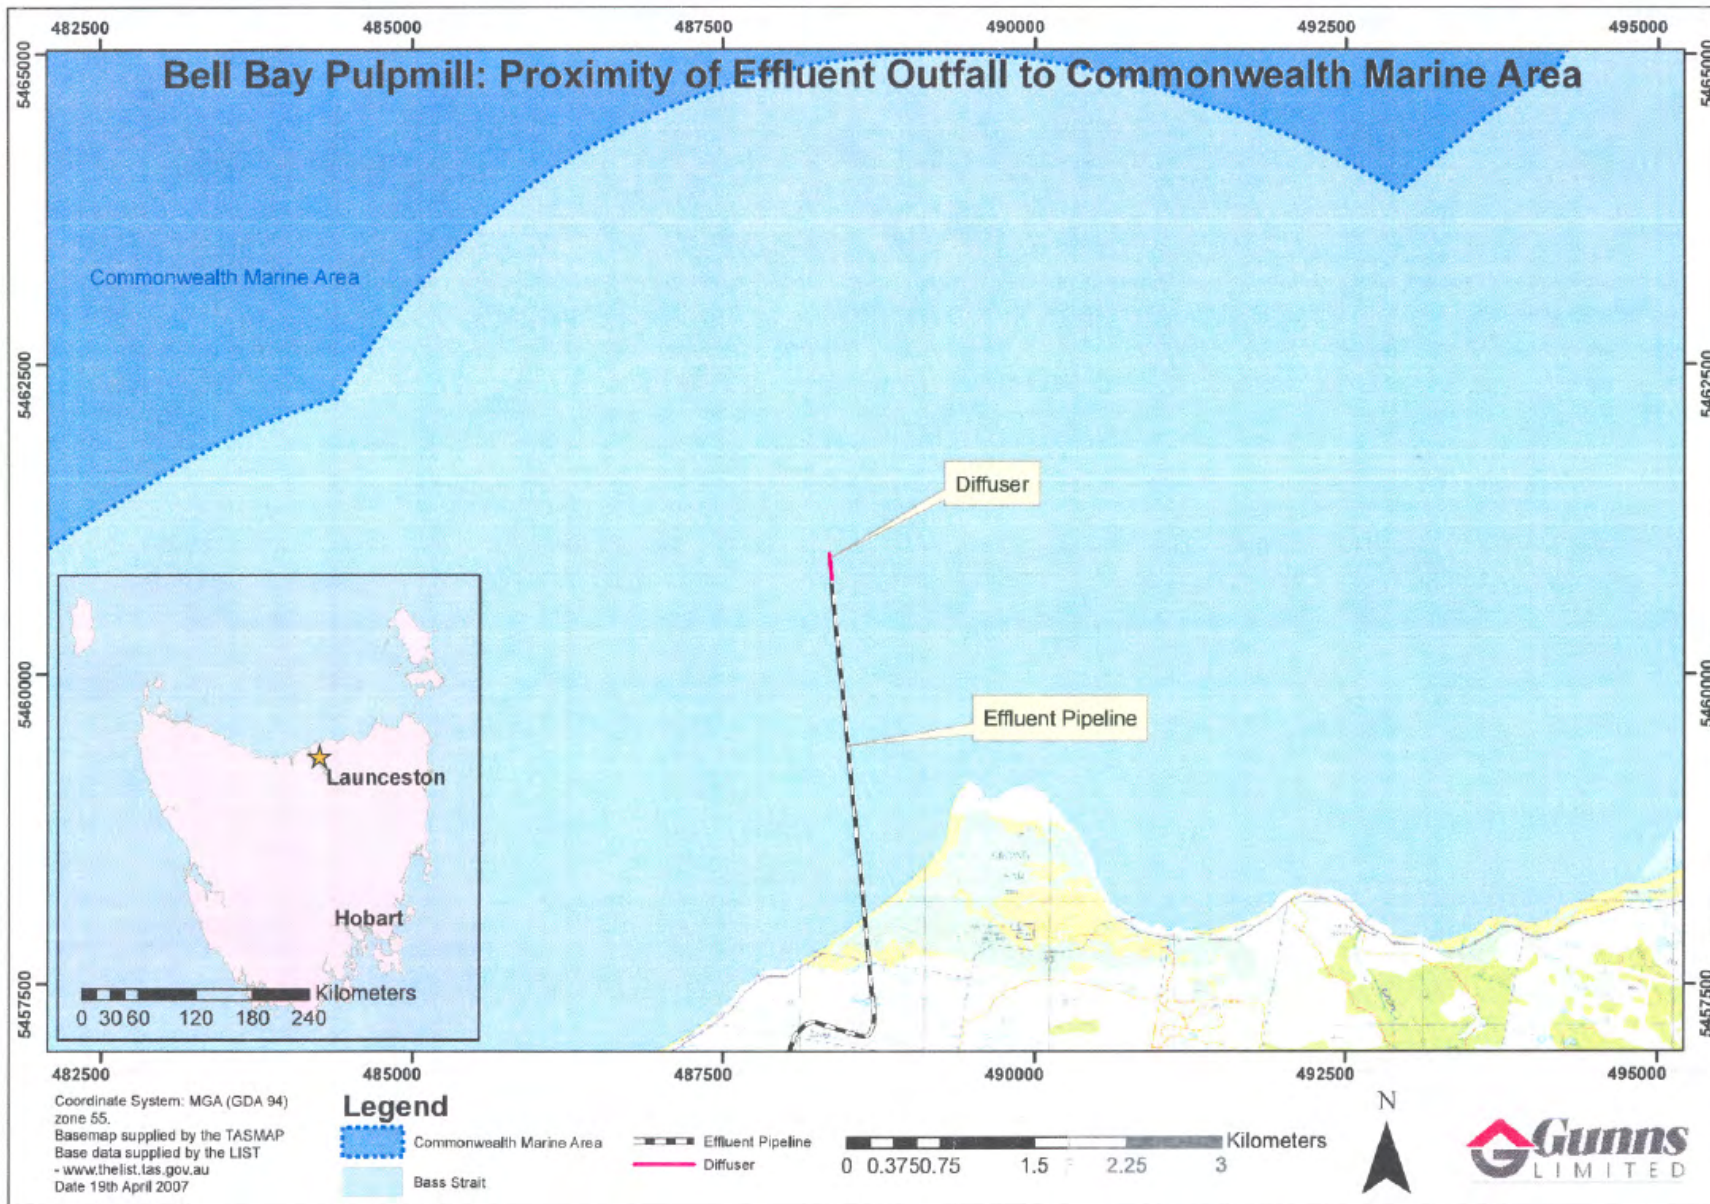 482500 485000 487500 490000 492500 495000
Bell Bay Pulpmill: Proximity of Effluent Outfall to Commonwealth Marine Area
5465000 5465000
Commonwealth Marine Area
5462500 5462500
Diffuser
5460000 5460000
Effluent Pipeline
Launceston
Hobart
Kilometers
0 30 60 120 180 240
5457500 5457500
482500 485000 487500 490000 492500 495000
Coordinate System: MGA (GDA 94)
zone 55.
Basemap supplied by the TASMAP
Base data supplied by the LIST
- www.thelist.tas.gov.au
Date 19th April 2007
Legend
Commonwealth Marine Area
Bass Strait
Effluent Pipeline
Diffuser
Kilometers
0 0.375 0.75 1.5 2.25 3
N
Gunns
LIMITED